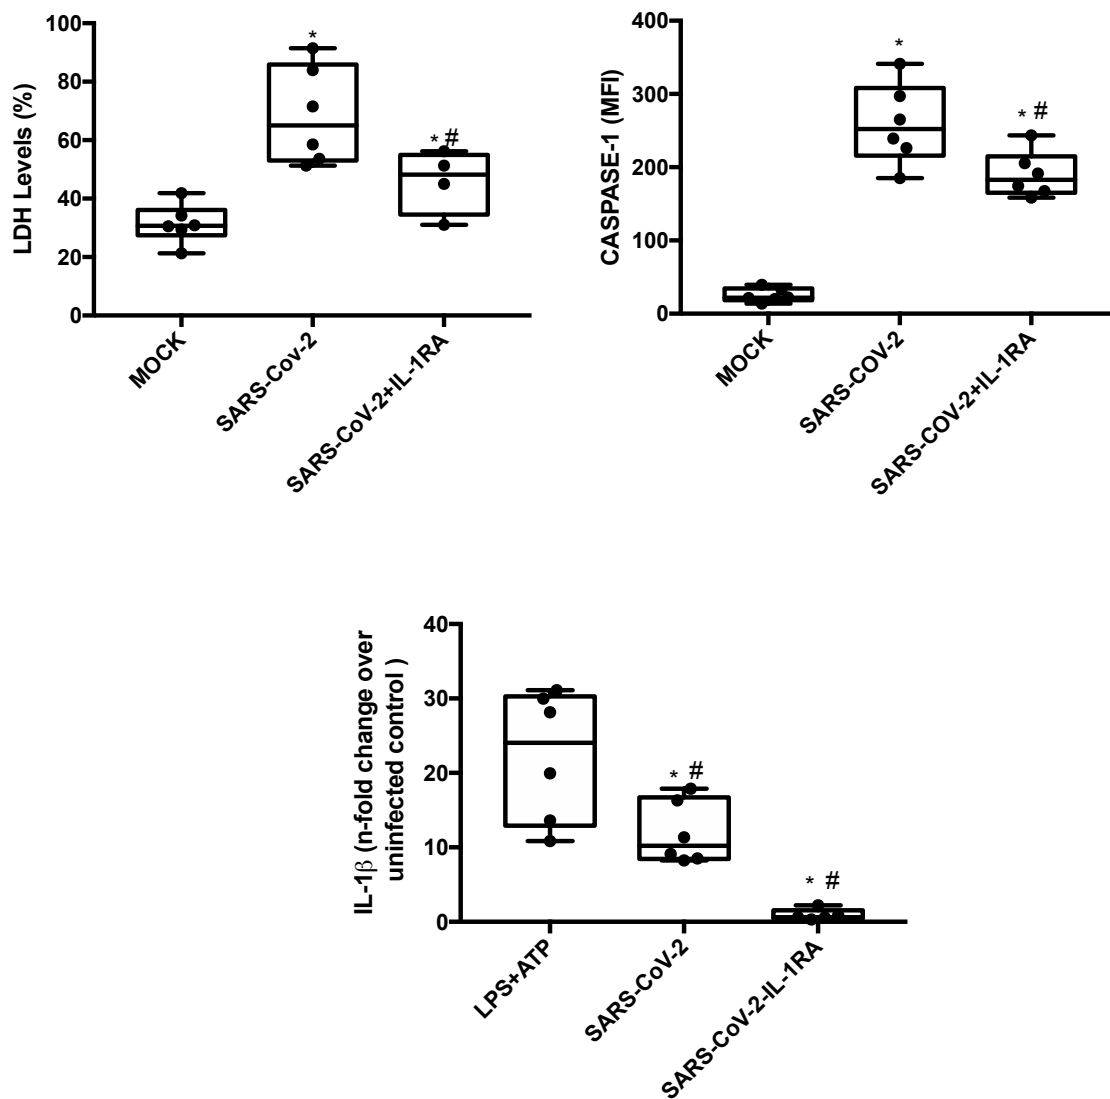 100
80
60
40
20
0
LDH Levels (%)
*
* #
MOCK
SARS-Cov-2
SARS-CoV-2+IL-1RA
400
300
200
100
0
CASPASE-1 (MFI)
*
* #
MOCK
SARS-COV-2
SARS-COV-2+IL-1RA
40
30
20
10
0
IL-1β (n-fold change over
uninfected control )
* #
* #
LPS+ATP
SARS-CoV-2
SARS-CoV-2-IL-1RA